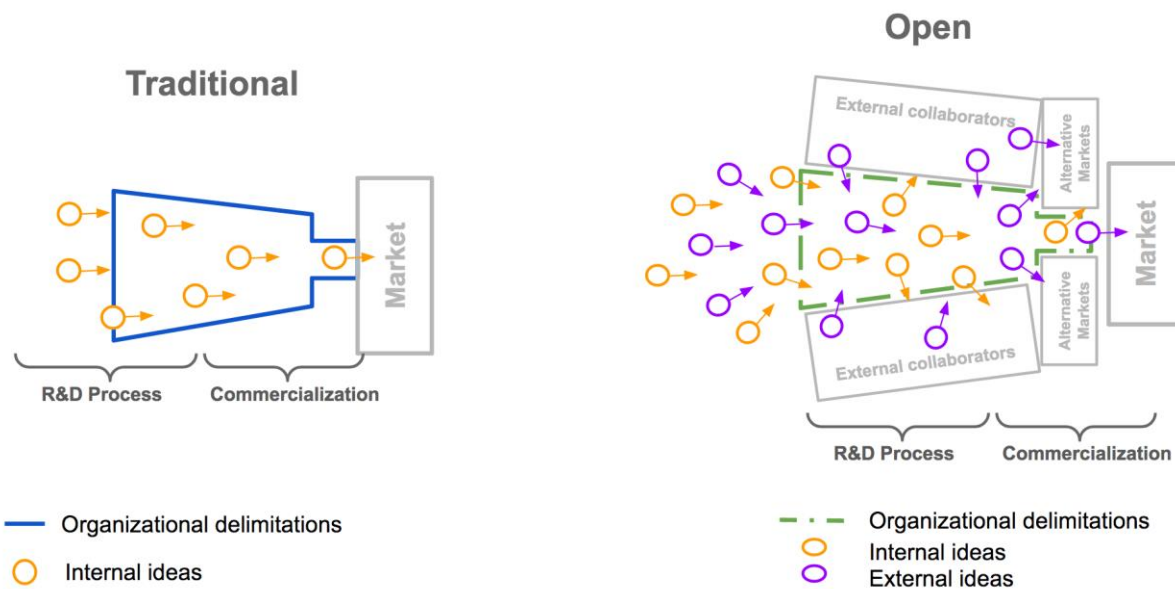 Traditional
Market
R&D Process
Commercialization
Organizational delimitations
Internal ideas
Open
External collaborators
Alternative
Markets
Market
External collaborators
Alternative
Markets
R&D Process
Commercialization
Organizational delimitations
Internal ideas
External ideas